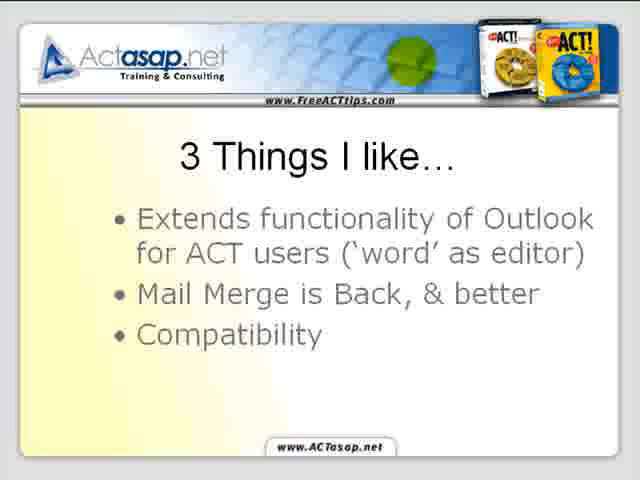 Actasap.net
Training & Consulting
ACT!
ACT!
www.FreeACTtips.com
3 Things I like...
• Extends functionality of Outlook
for ACT users (‘word’ as editor)
• Mail Merge is Back, & better
• Compatibility
www.ACTasap.net